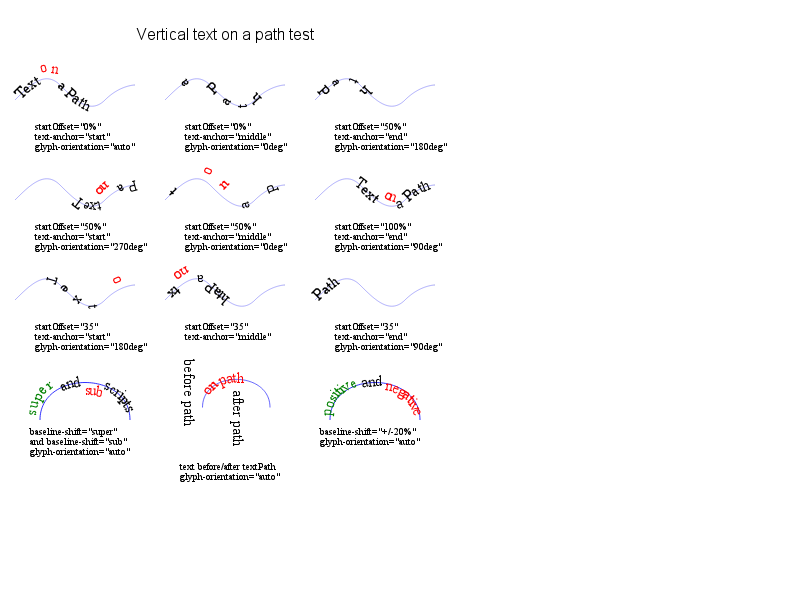 Vertical text on a path test
Text on a Path
a Path
path
startOffset="0%"
text-anchor="start"
glyph-orientation="auto"
startOffset="0%"
text-anchor="middle"
glyph-orientation="0deg"
startOffset="50%"
text-anchor="end"
glyph-orientation="180deg"
Text on a p
t on a p
Text on a Path
startOffset="50%"
text-anchor="start"
glyph-orientation="270deg"
startOffset="50%"
text-anchor="middle"
glyph-orientation="0deg"
startOffset="100%"
text-anchor="end"
glyph-orientation="90deg"
Text o
xt on a path
Path
startOffset="35"
text-anchor="start"
glyph-orientation="180deg"
startOffset="35"
text-anchor="middle"
startOffset="35"
text-anchor="end"
glyph-orientation="90deg"
super and sub scripts
before path on path after path
positive and negative
baseline-shift="super"
and baseline-shift="sub"
glyph-orientation="auto"
text before/after textPath
glyph-orientation="auto"
baseline-shift="+/-20%"
glyph-orientation="auto"